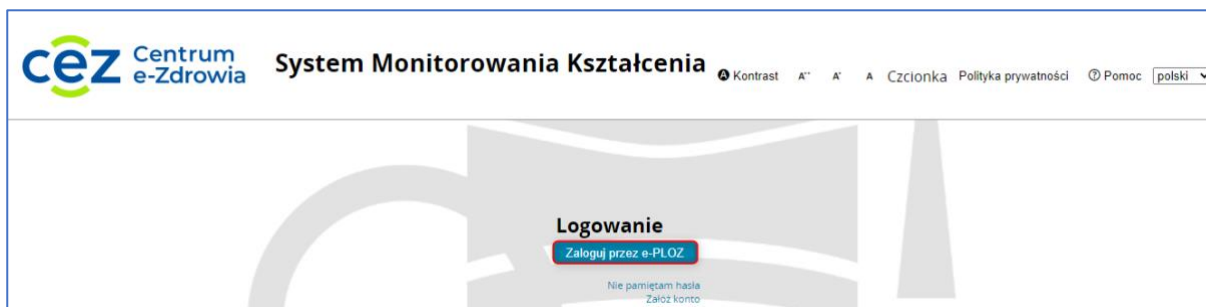 cez Centrum
e-Zdrowia
System Monitorowania Kształcenia
A Kontrast A++ A+ A Czcionka Polityka prywatności ? Pomoc polski
Logowanie
Zaloguj przez e-PLOZ
Nie pamiętam hasła
Załóż konto